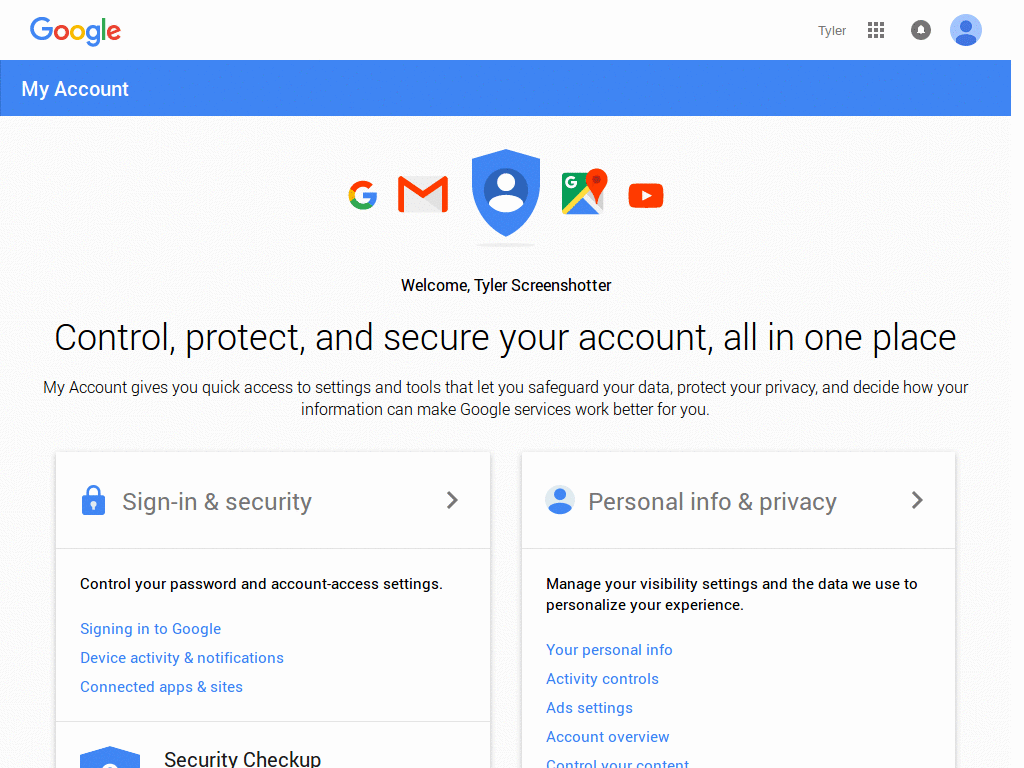 Google
Tyler
My Account
Welcome, Tyler Screenshotter
Control, protect, and secure your account, all in one place
My Account gives you quick access to settings and tools that let you safeguard your data, protect your privacy, and decide how your
information can make Google services work better for you.
Sign-in & security
Control your password and account-access settings.
Signing in to Google
Device activity & notifications
Connected apps & sites
Security Checkup
Personal info & privacy
Manage your visibility settings and the data we use to
personalize your experience.
Your personal info
Activity controls
Ads settings
Account overview
Control your content